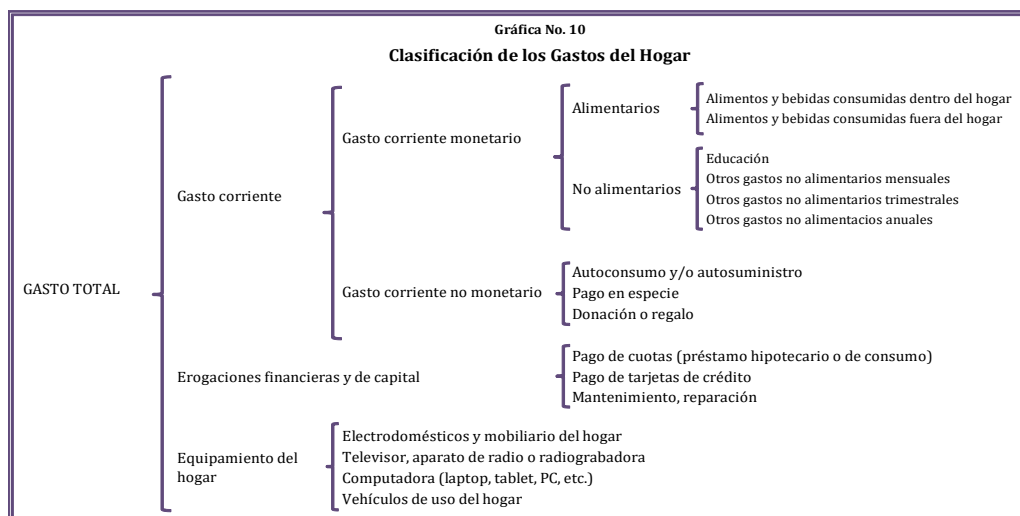 Gráfica No. 10
Clasificación de los Gastos del Hogar
GASTO TOTAL
Gasto corriente
Gasto corriente monetario
Alimentarios
Alimentos y bebidas consumidas dentro del hogar
Alimentos y bebidas consumidas fuera del hogar
No alimentarios
Educación
Otros gastos no alimentarios mensuales
Otros gastos no alimentarios trimestrales
Otros gastos no alimentacios anuales
Gasto corriente no monetario
Autoconsumo y/o autosuministro
Pago en especie
Donación o regalo
Erogaciones financieras y de capital
Pago de cuotas (préstamo hipotecario o de consumo)
Pago de tarjetas de crédito
Mantenimiento, reparación
Equipamiento del
hogar
Electrodomésticos y mobiliario del hogar
Televisor, aparato de radio o radiograbadora
Computadora (laptop, tablet, PC, etc.)
Vehículos de uso del hogar